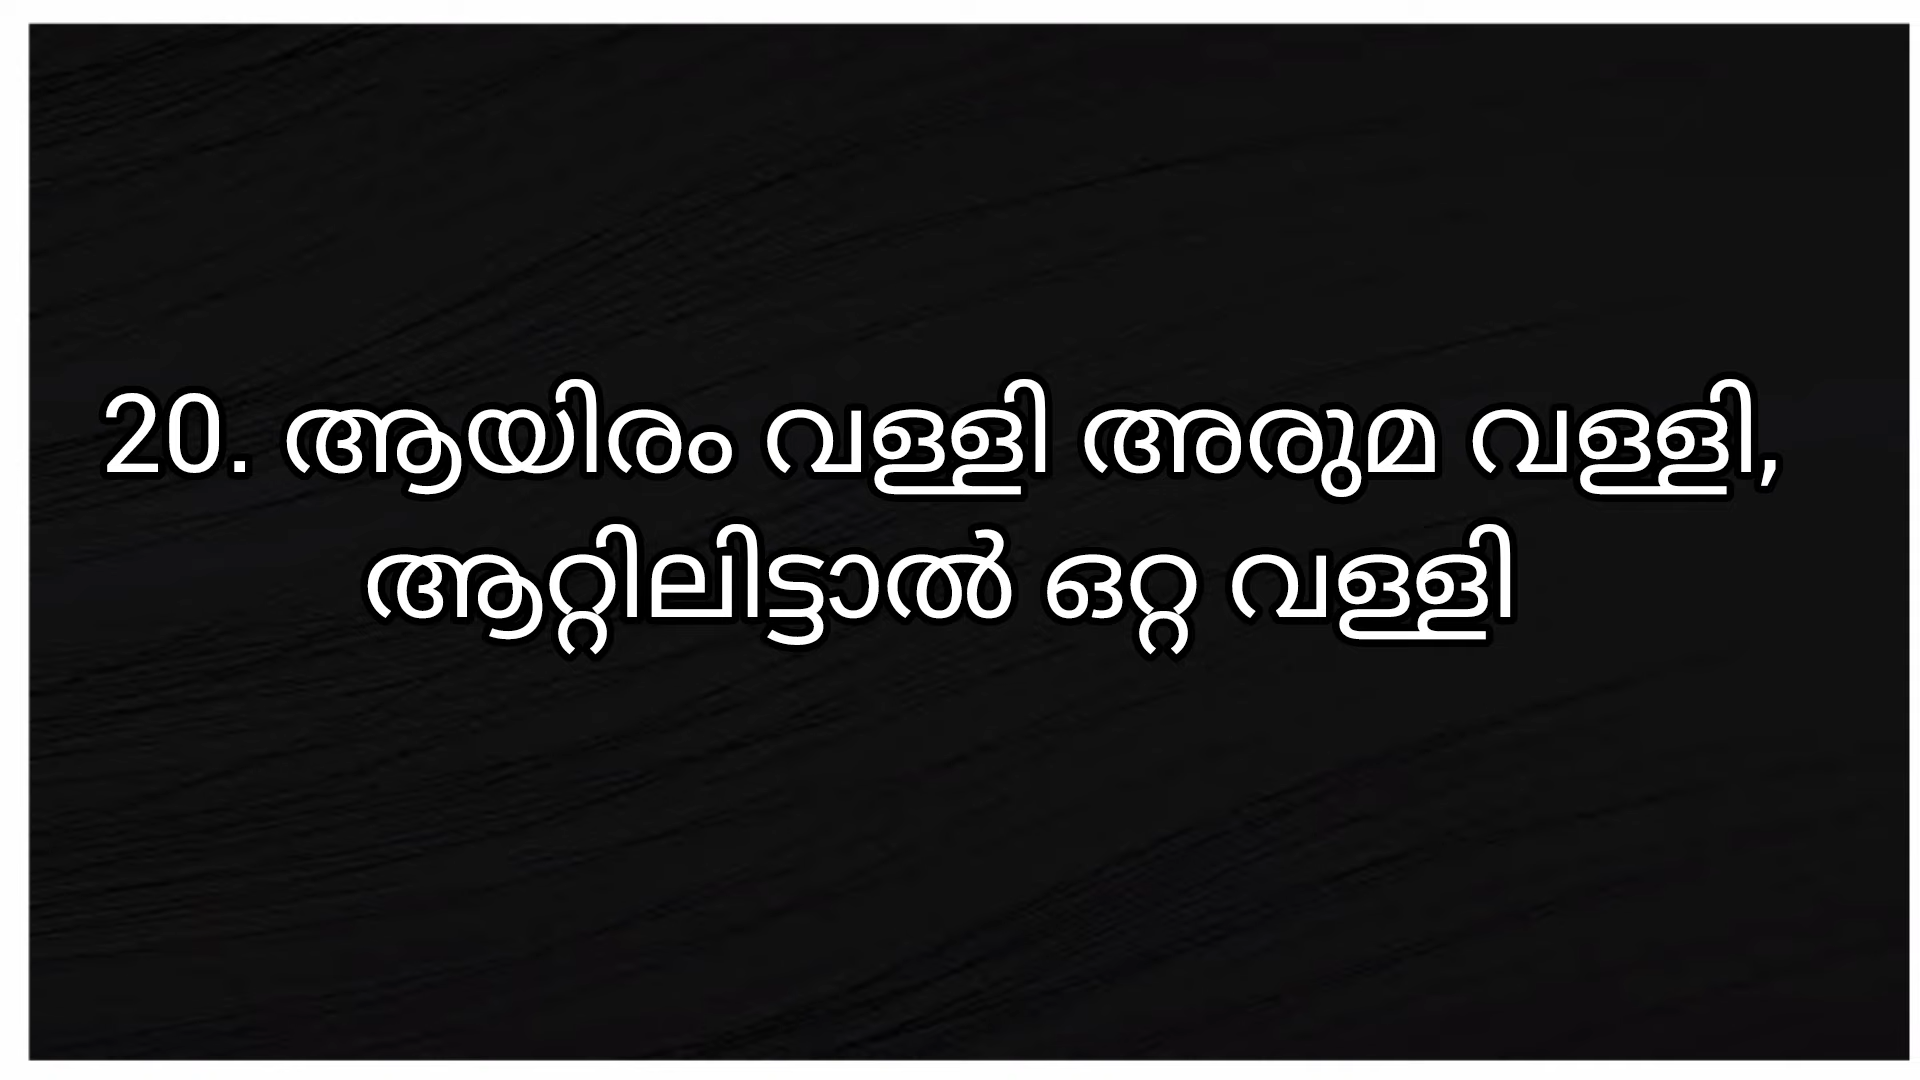 20. ആയിരം വള്ളി അരുമ വള്ളി,
ആറ്റിലിട്ടാൽ ഒറ്റ വള്ളി